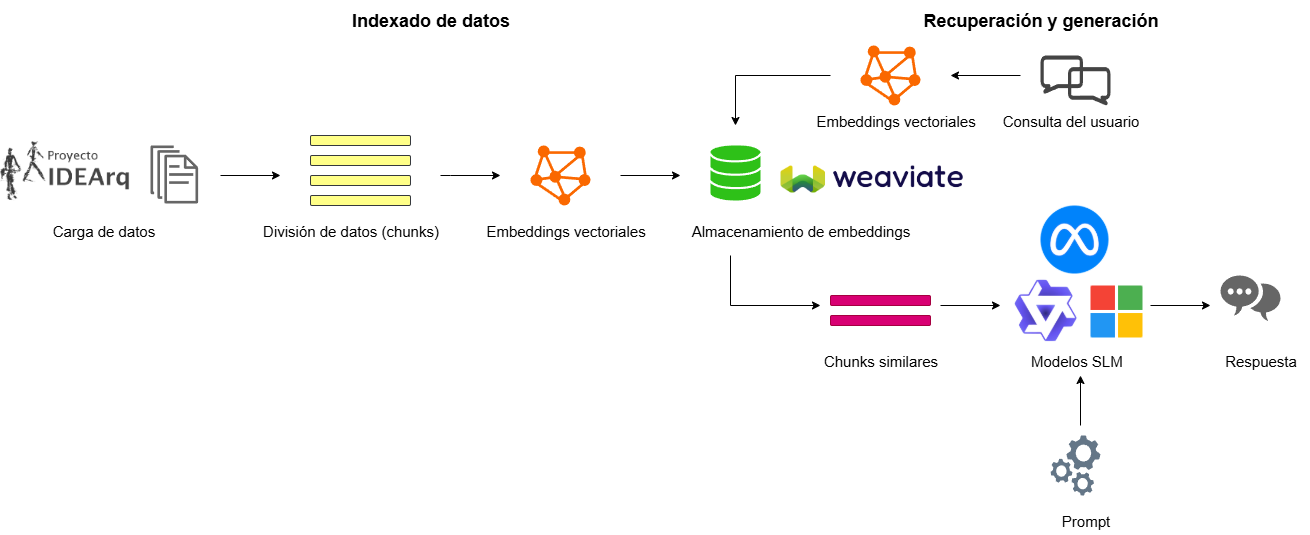 Indexado de datos
Recuperación y generación
Embeddings vectoriales
Consulta del usuario
Proyecto
IDEArq
weaviate
Carga de datos
División de datos (chunks)
Embeddings vectoriales
Almacenamiento de embeddings
Chunks similares
Modelos SLM
Respuesta
Prompt